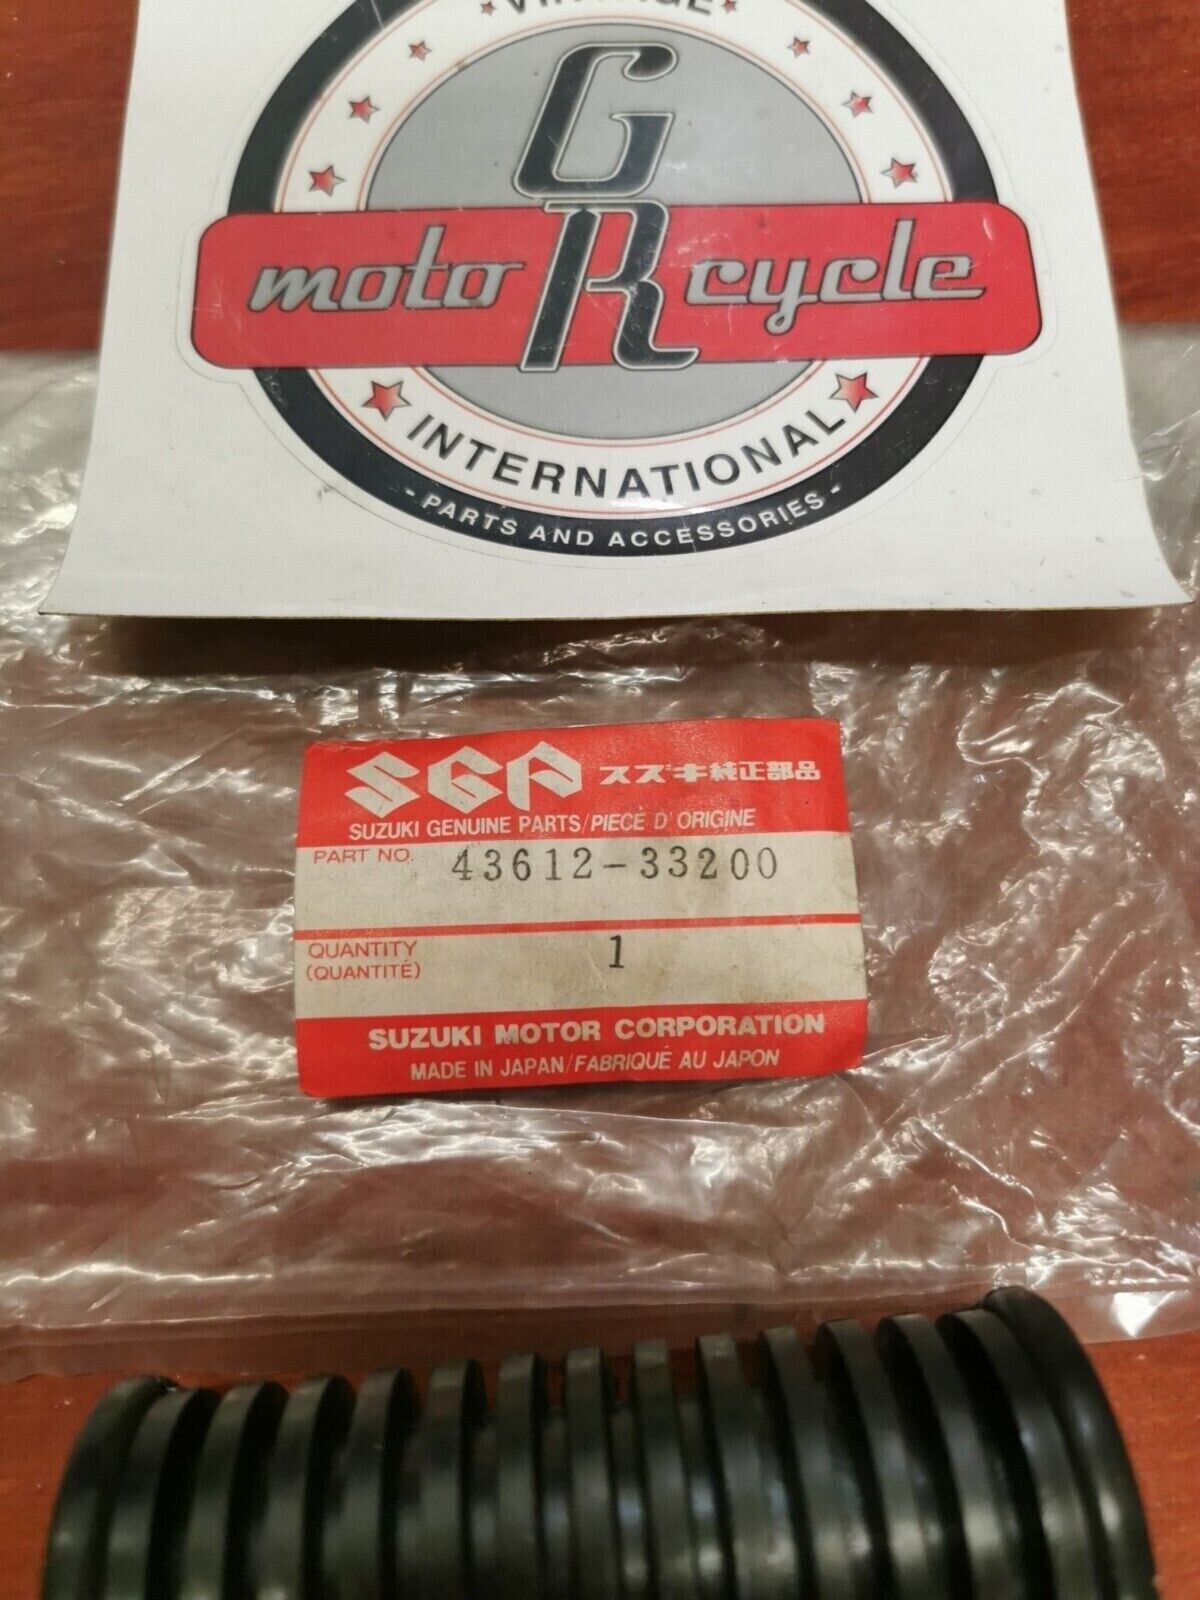 VINTAGE
G
moto R cycle
INTERNATIONAL
- PARTS AND ACCESSORIES -
SGP スズキ純正部品
SUZUKI GENUINE PARTS/PIECE D'ORIGINE
PART NO. 43612-33200
QUANTITY 1
(QUANTITÉ)
SUZUKI MOTOR CORPORATION
MADE IN JAPAN/FABRIQUE AU JAPON